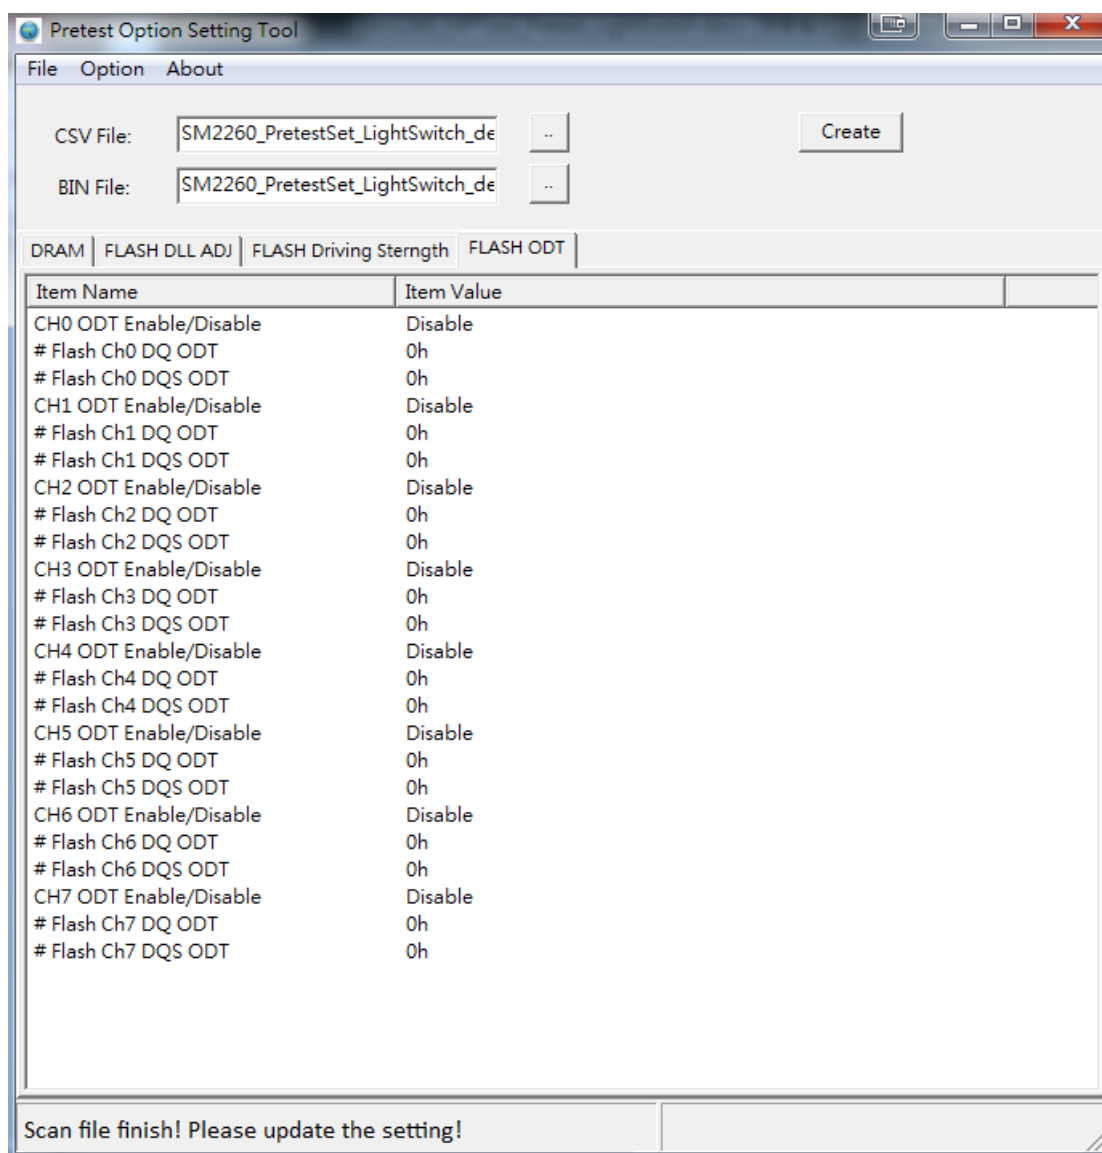 Pretest Option Setting Tool
File Option About
CSV File: SM2260_PretestSet_LightSwitch_de .. Create
BIN File: SM2260_PretestSet_LightSwitch_de ..
DRAM FLASH DLL ADJ FLASH Driving Sterngth FLASH ODT
Item Name Item Value
CH0 ODT Enable/Disable Disable
# Flash Ch0 DQ ODT 0h
# Flash Ch0 DQS ODT 0h
CH1 ODT Enable/Disable Disable
# Flash Ch1 DQ ODT 0h
# Flash Ch1 DQS ODT 0h
CH2 ODT Enable/Disable Disable
# Flash Ch2 DQ ODT 0h
# Flash Ch2 DQS ODT 0h
CH3 ODT Enable/Disable Disable
# Flash Ch3 DQ ODT 0h
# Flash Ch3 DQS ODT 0h
CH4 ODT Enable/Disable Disable
# Flash Ch4 DQ ODT 0h
# Flash Ch4 DQS ODT 0h
CH5 ODT Enable/Disable Disable
# Flash Ch5 DQ ODT 0h
# Flash Ch5 DQS ODT 0h
CH6 ODT Enable/Disable Disable
# Flash Ch6 DQ ODT 0h
# Flash Ch6 DQS ODT 0h
CH7 ODT Enable/Disable Disable
# Flash Ch7 DQ ODT 0h
# Flash Ch7 DQS ODT 0h
Scan file finish! Please update the setting!